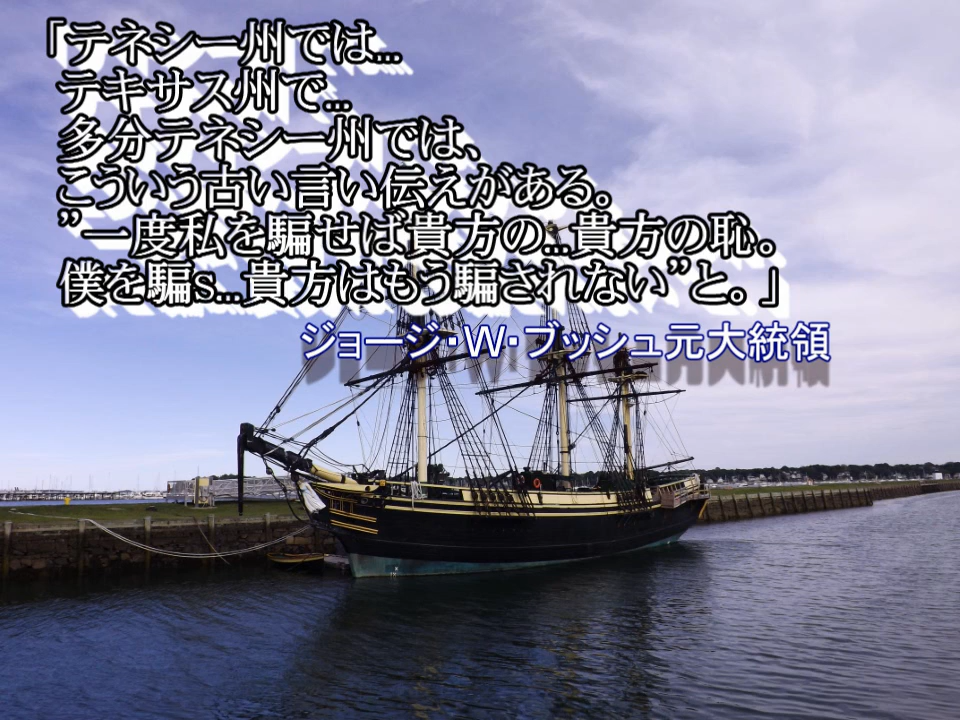 「テネシー州では...
テキサス州で...
多分テネシー州では、
こういう古い言い伝えがある。
”一度私を騙せば貴方の...貴方の恥。
僕を騙s...貴方はもう騙されない”と。」
ジョージ・W・ブッシュ元大統領